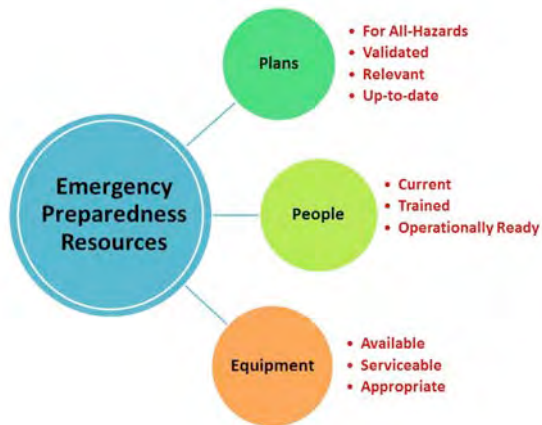 Emergency
Preparedness
Resources
Plans
• For All-Hazards
• Validated
• Relevant
• Up-to-date
People
• Current
• Trained
• Operationally Ready
Equipment
• Available
• Serviceable
• Appropriate